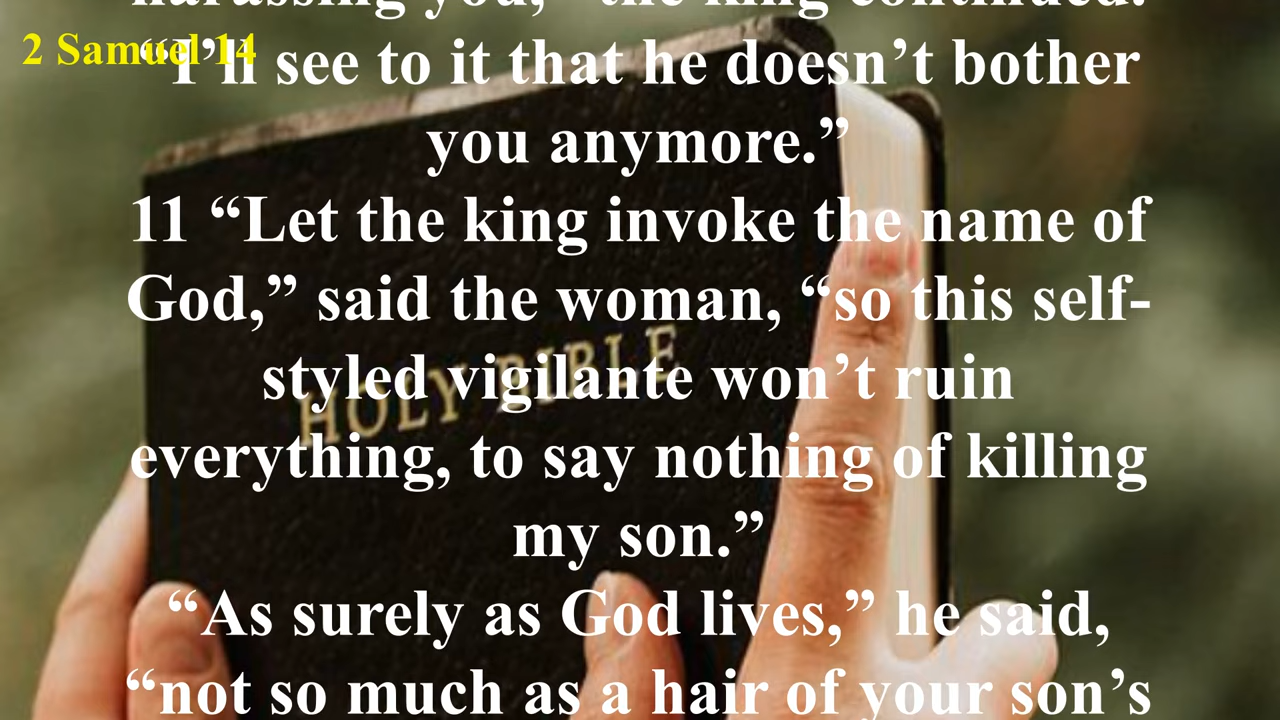 harassing you,” the king continued.
2 Samuel 14
“I’ll see to it that he doesn’t bother
you anymore.”
11 “Let the king invoke the name of
God,” said the woman, “so this self-
styled vigilante won’t ruin
HOLY BIBLE
everything, to say nothing of killing
my son.”
“As surely as God lives,” he said,
“not so much as a hair of your son’s